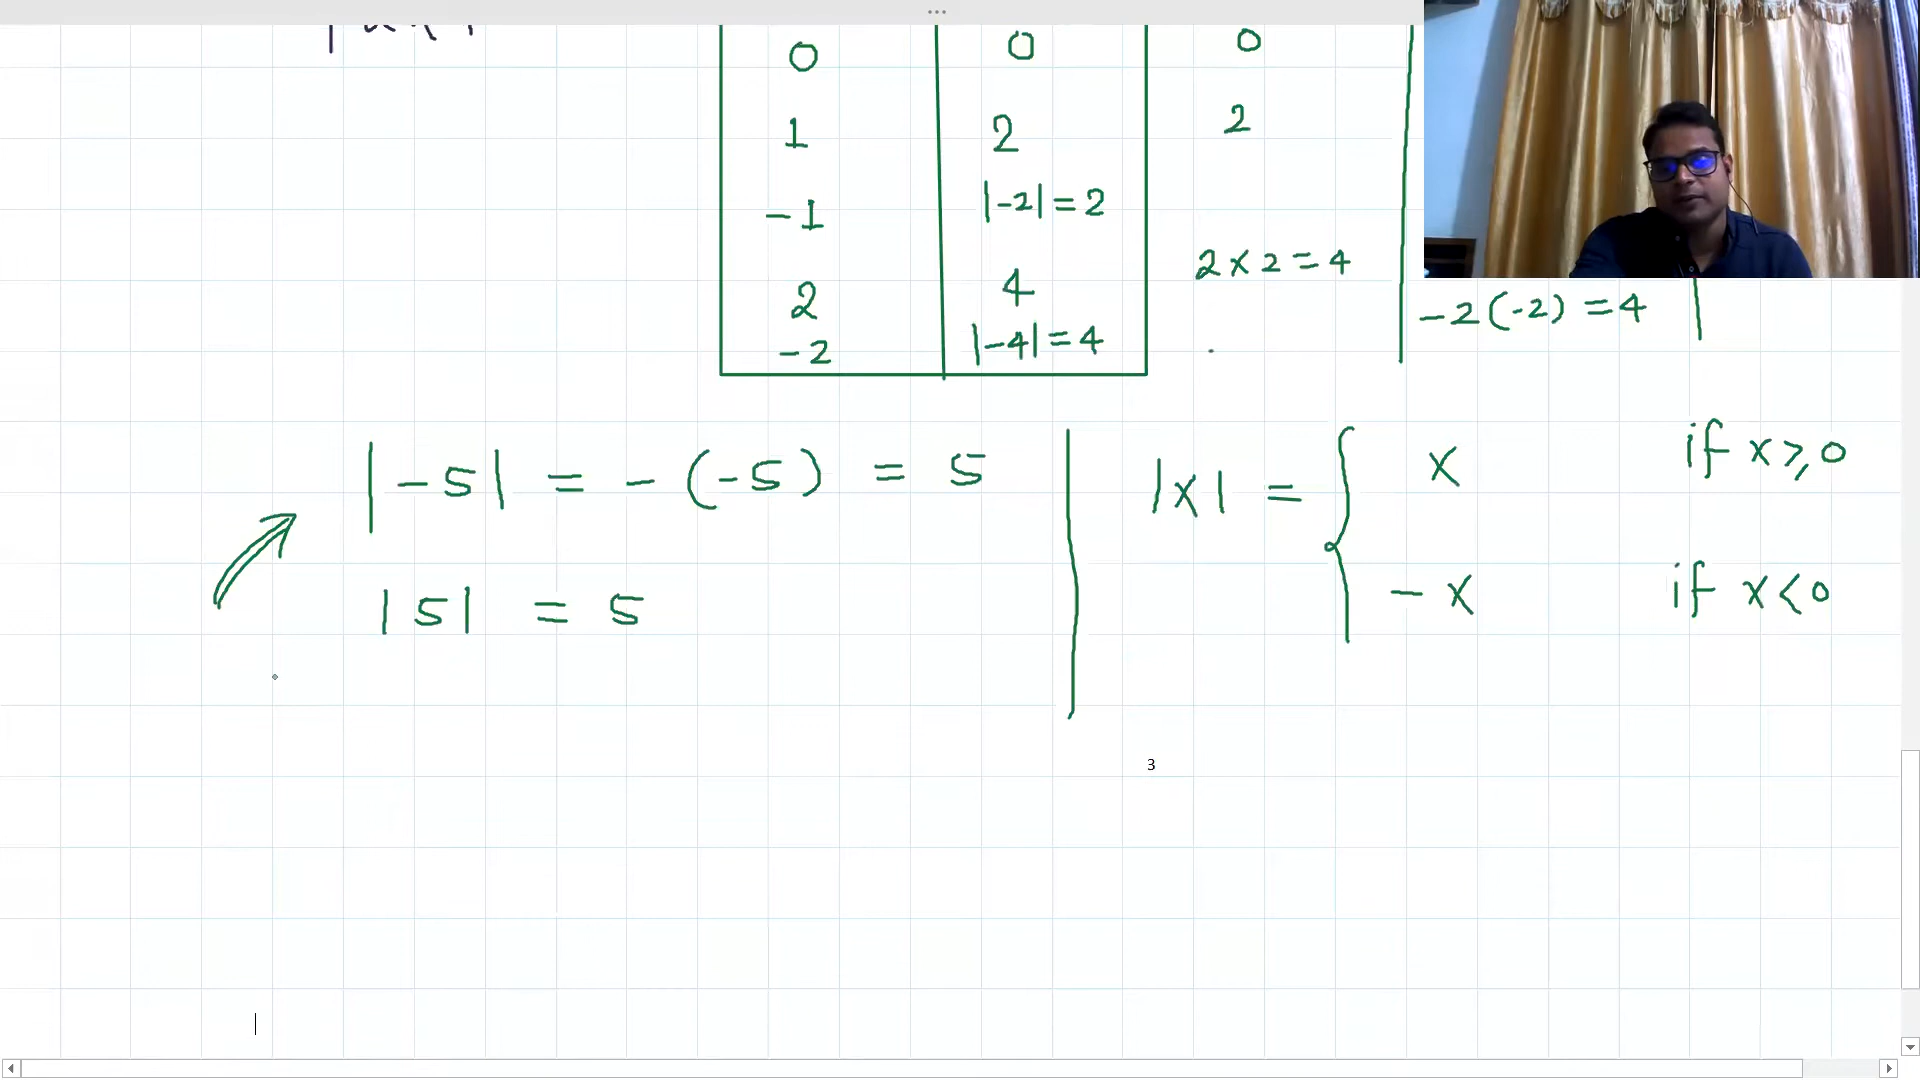 0 0 0
1 2 2
-1 |-2| = 2
2 × 2 = 4
2 4
-2 (-2) = 4
-2 |-4| = 4
|-5| = -(-5) = 5
|x| = { x if x ≥ 0
-x if x < 0
|5| = 5
3